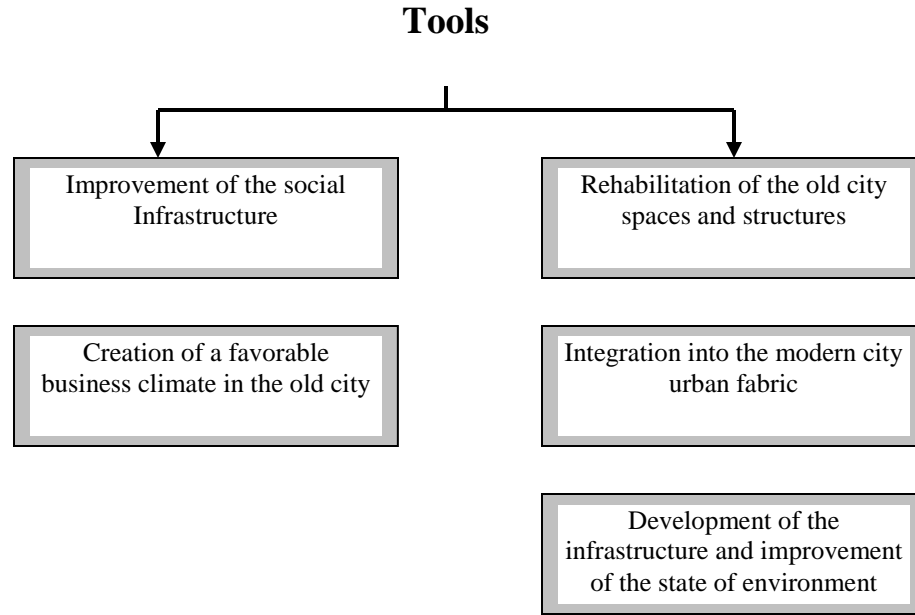 Tools
Improvement of the social
Infrastructure
Rehabilitation of the old city
spaces and structures
Creation of a favorable
business climate in the old city
Integration into the modern city
urban fabric
Development of the
infrastructure and improvement
of the state of environment